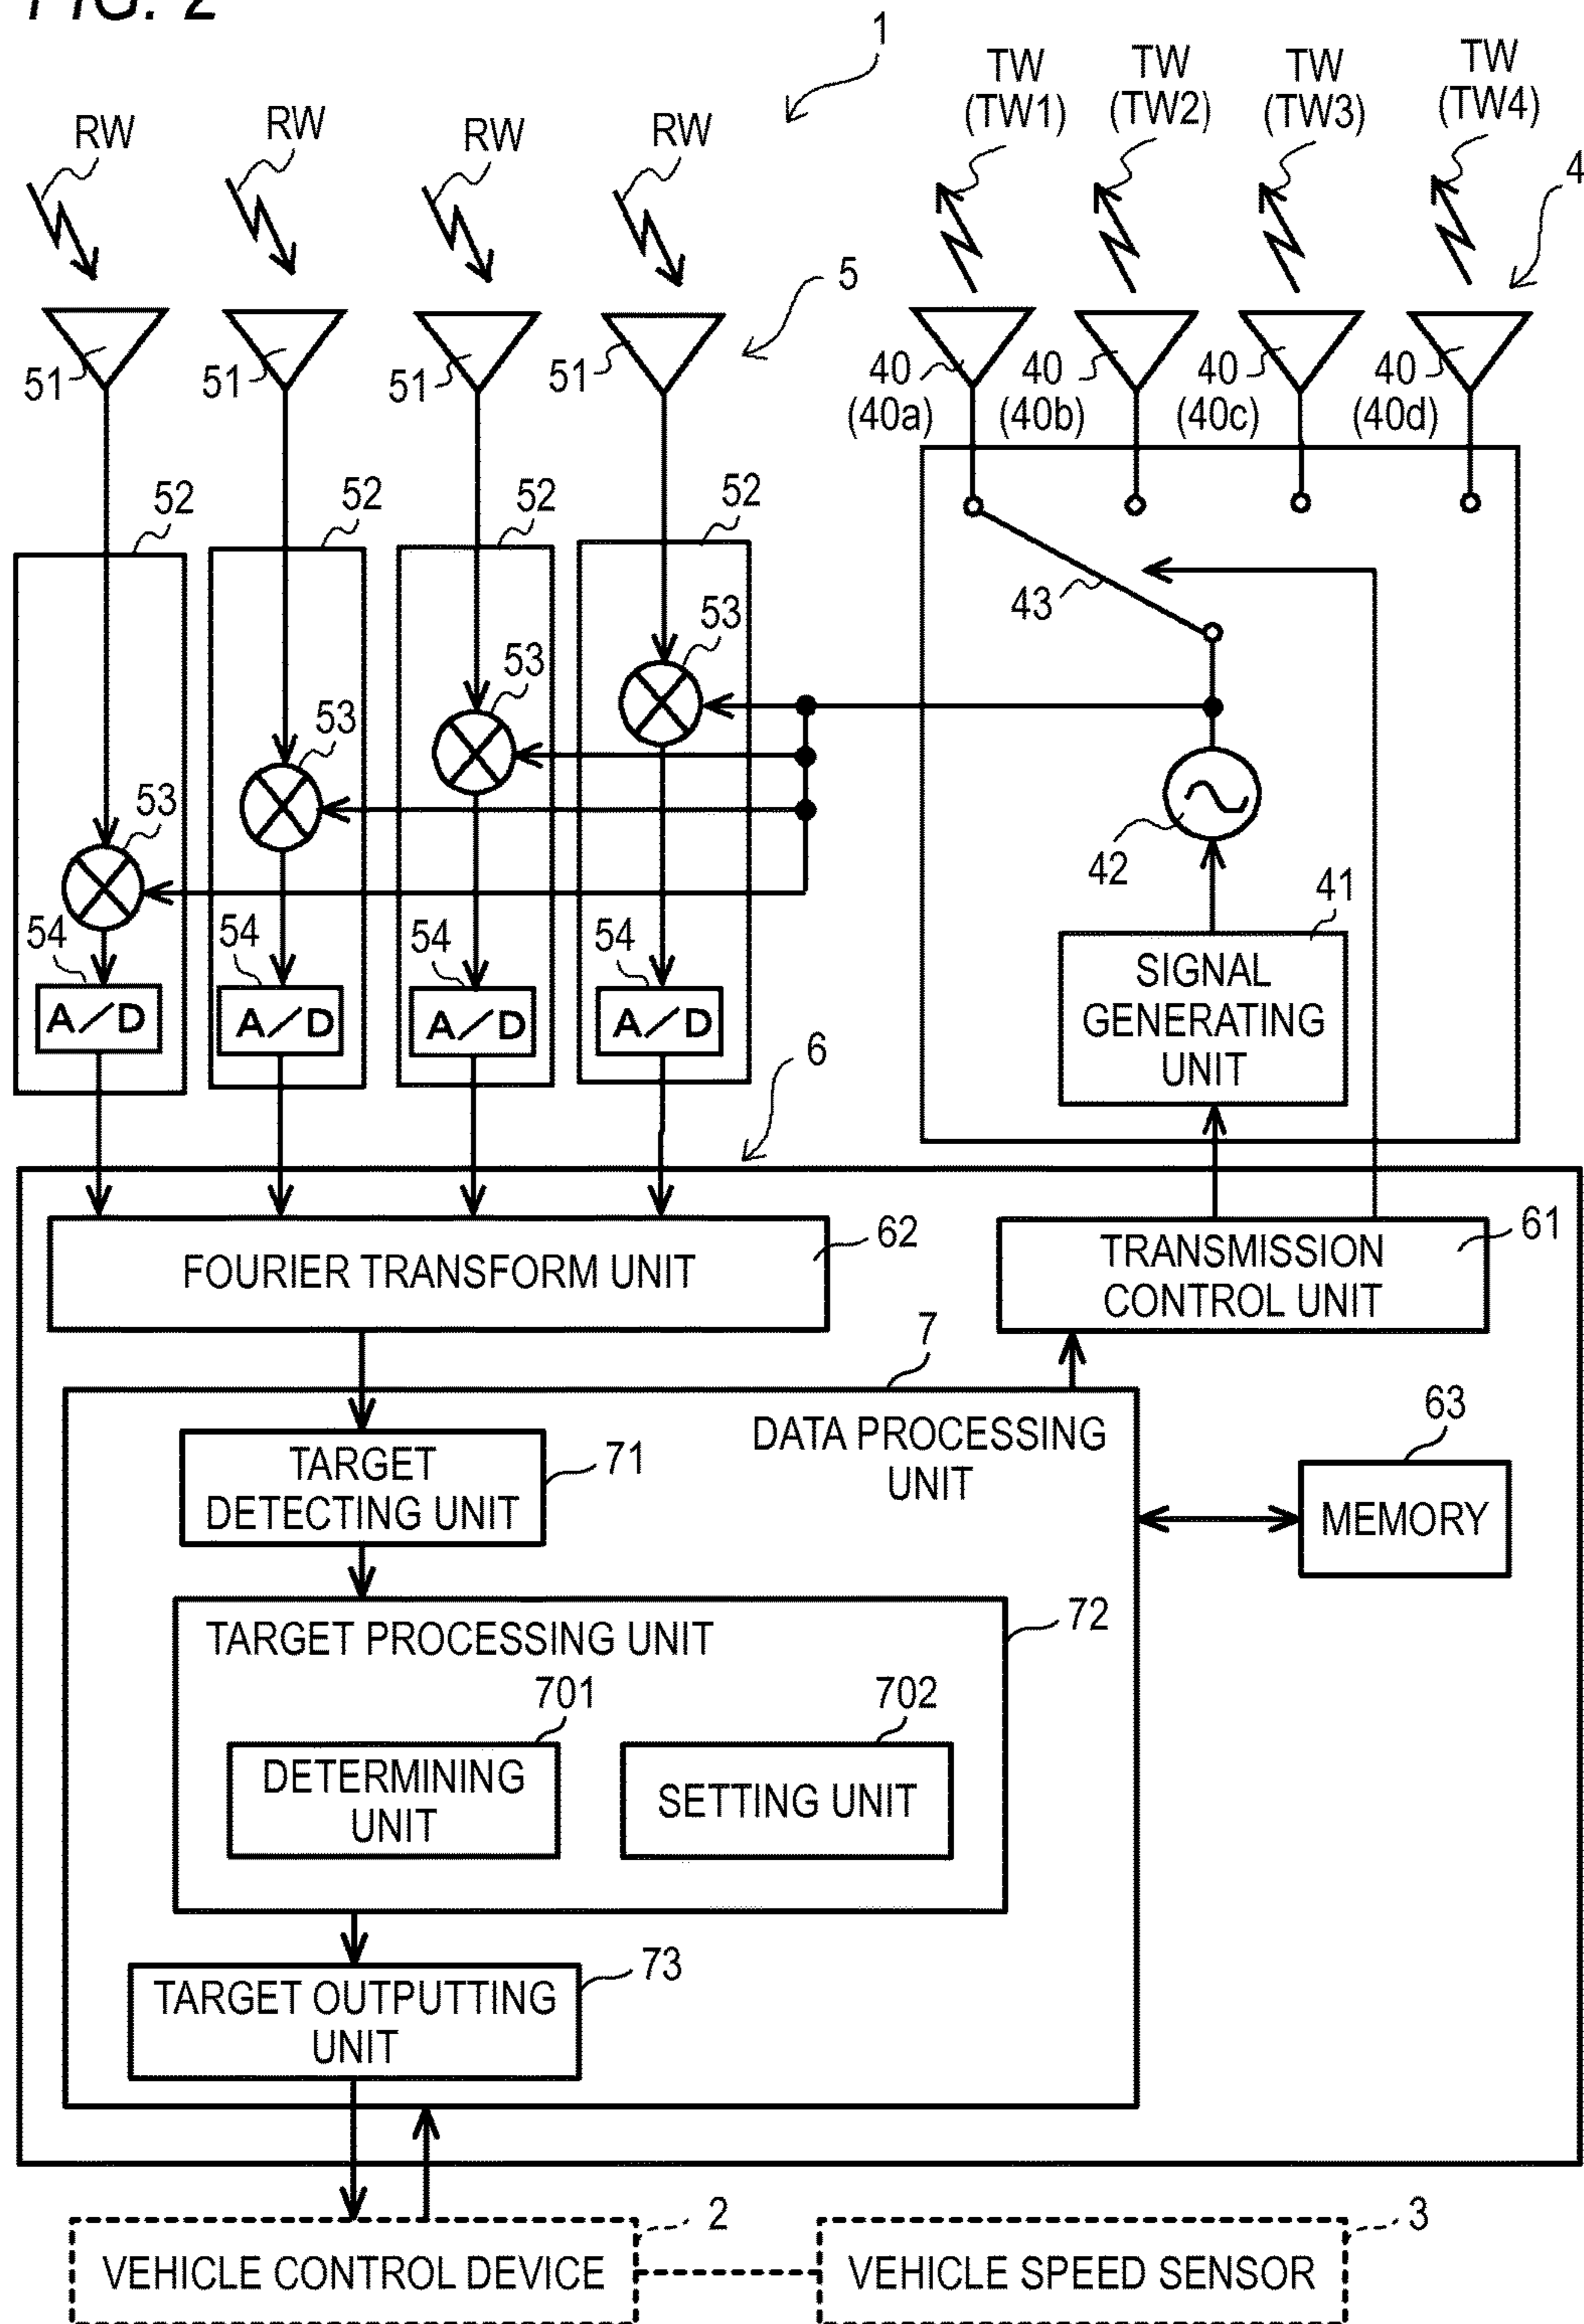 FIG. 2
1
TW
(TW1)
TW
(TW2)
TW
(TW3)
TW
(TW4)
RW
RW
RW
RW
4
5
51
51
51
51
40
(40a)
40
(40b)
40
(40c)
40
(40d)
52
52
52
52
43
53
53
53
53
42
41
54
54
54
54
SIGNAL
GENERATING
UNIT
A/D
A/D
A/D
A/D
6
62
61
FOURIER TRANSFORM UNIT
TRANSMISSION
CONTROL UNIT
7
DATA PROCESSING
UNIT
63
MEMORY
TARGET
DETECTING UNIT
71
72
TARGET PROCESSING UNIT
701
702
DETERMINING
UNIT
SETTING UNIT
73
TARGET OUTPUTTING
UNIT
2
3
VEHICLE CONTROL DEVICE
VEHICLE SPEED SENSOR